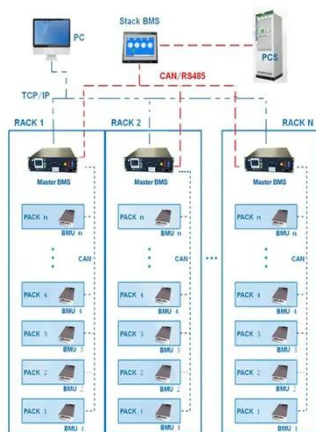 PC
Stack BMS
PCS
CAN/RS485
TCP/IP
RACK 1
RACK 2
RACK N
Master BMS
Master BMS
Master BMS
PACK n
BMU n
PACK n
BMU n
PACK n
BMU n
CAN
CAN
CAN
PACK 4
BMU 4
PACK 4
BMU 4
PACK 4
BMU 4
PACK 3
BMU 3
PACK 3
BMU 3
PACK 3
BMU 3
PACK 2
BMU 2
PACK 2
BMU 2
PACK 2
BMU 2
PACK 1
BMU 1
PACK 1
BMU 1
PACK 1
BMU 1